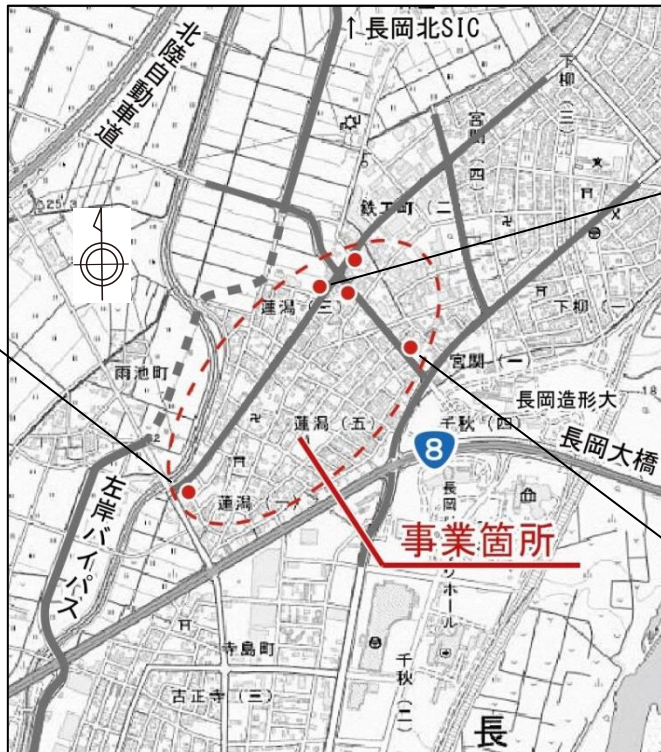 ↑長岡北SIC
北陸自動車道
下柳(三)
宮関(四)
鉄工町(二
25.3
蓮潟(三)
下柳(一)
雨池町
宮関(一
長岡造形大
18
蓮潟(五)
千秋(四)
8
長岡大橋
蓮潟(一)
左岸バイパス
事業箇所
寺島町
古正寺(三)
千秋(二
長